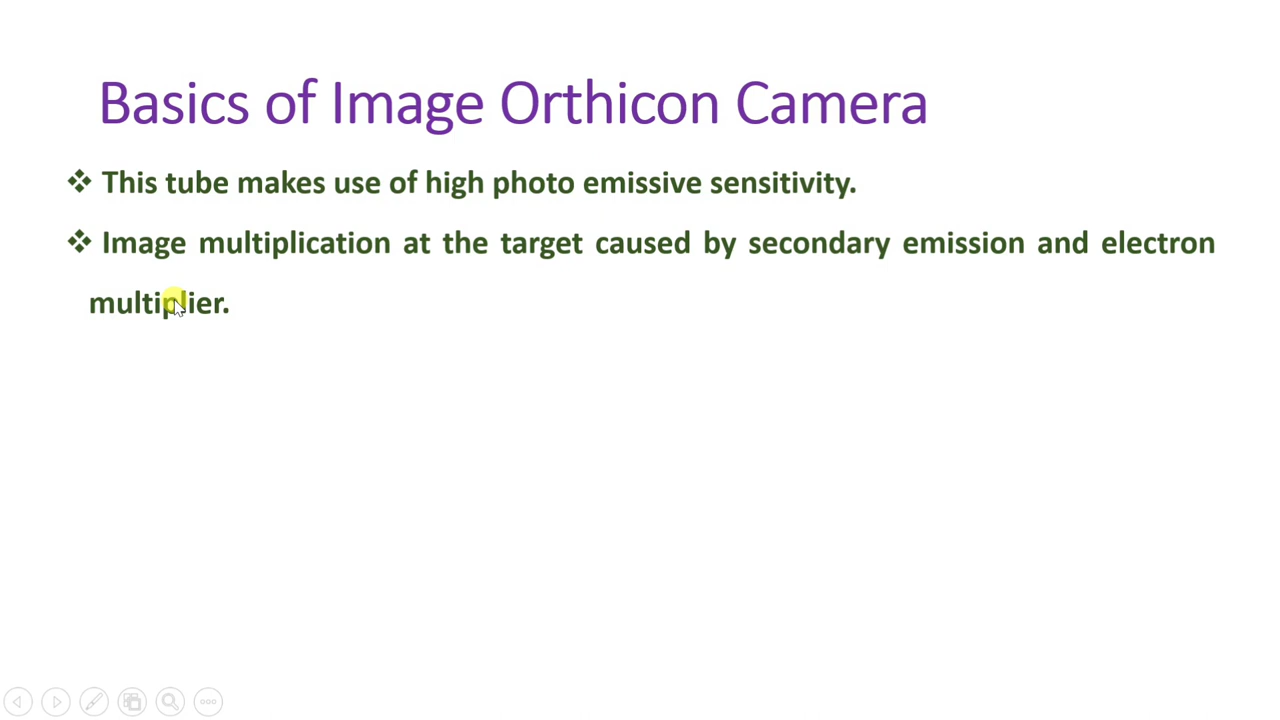 Basics of Image Orthicon Camera
❖ This tube makes use of high photo emissive sensitivity.
❖ Image multiplication at the target caused by secondary emission and electron
multiplier.